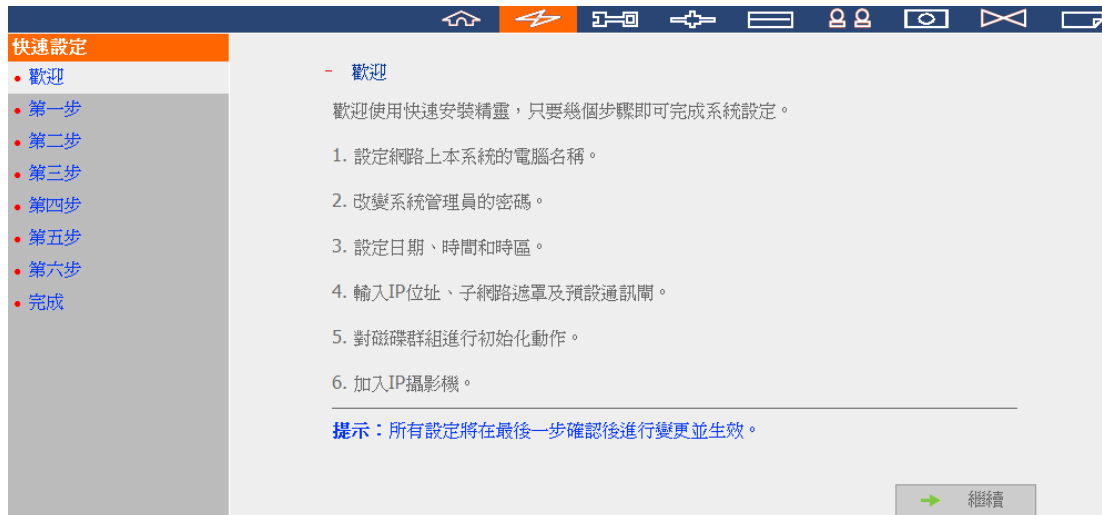 快速設定
歡迎
第一步
第二步
第三步
第四步
第五步
第六步
完成
- 歡迎
歡迎使用快速安裝精靈，只要幾個步驟即可完成系統設定。
1. 設定網路上本系統的電腦名稱。
2. 改變系統管理員的密碼。
3. 設定日期、時間和時區。
4. 輸入IP位址、子網路遮罩及預設通訊閘。
5. 對磁碟群組進行初始化動作。
6. 加入IP攝影機。
提示：所有設定將在最後一步確認後進行變更並生效。
繼續